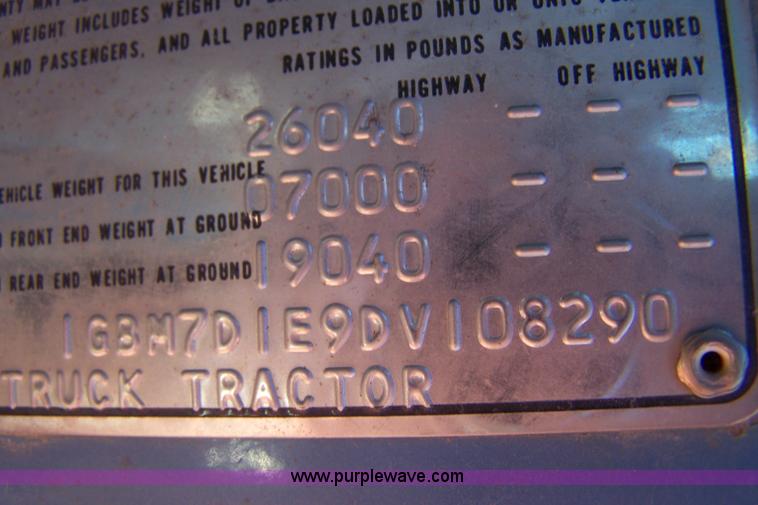 WEIGHT INCLUDES WEIGHT OF
AND PASSENGERS, AND ALL PROPERTY LOADED INTO OR ONTO
RATINGS IN POUNDS AS MANUFACTURED
HIGHWAY OFF HIGHWAY
26040 — — —
VEHICLE WEIGHT FOR THIS VEHICLE 07000 — — —
FRONT END WEIGHT AT GROUND
REAR END WEIGHT AT GROUND 19040 — — —
1GBM7D1E9DV108290
TRUCK TRACTOR
www.purplewave.com